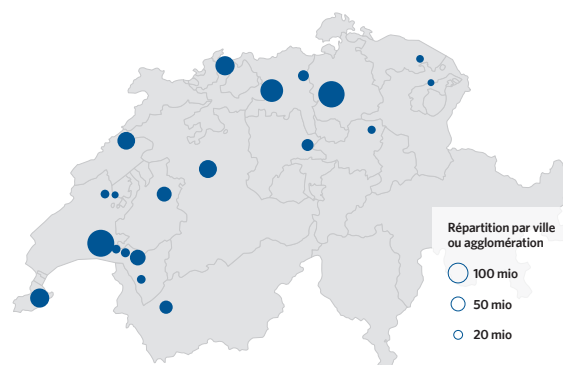 Répartition par ville
ou agglomération
100 mio
50 mio
20 mio